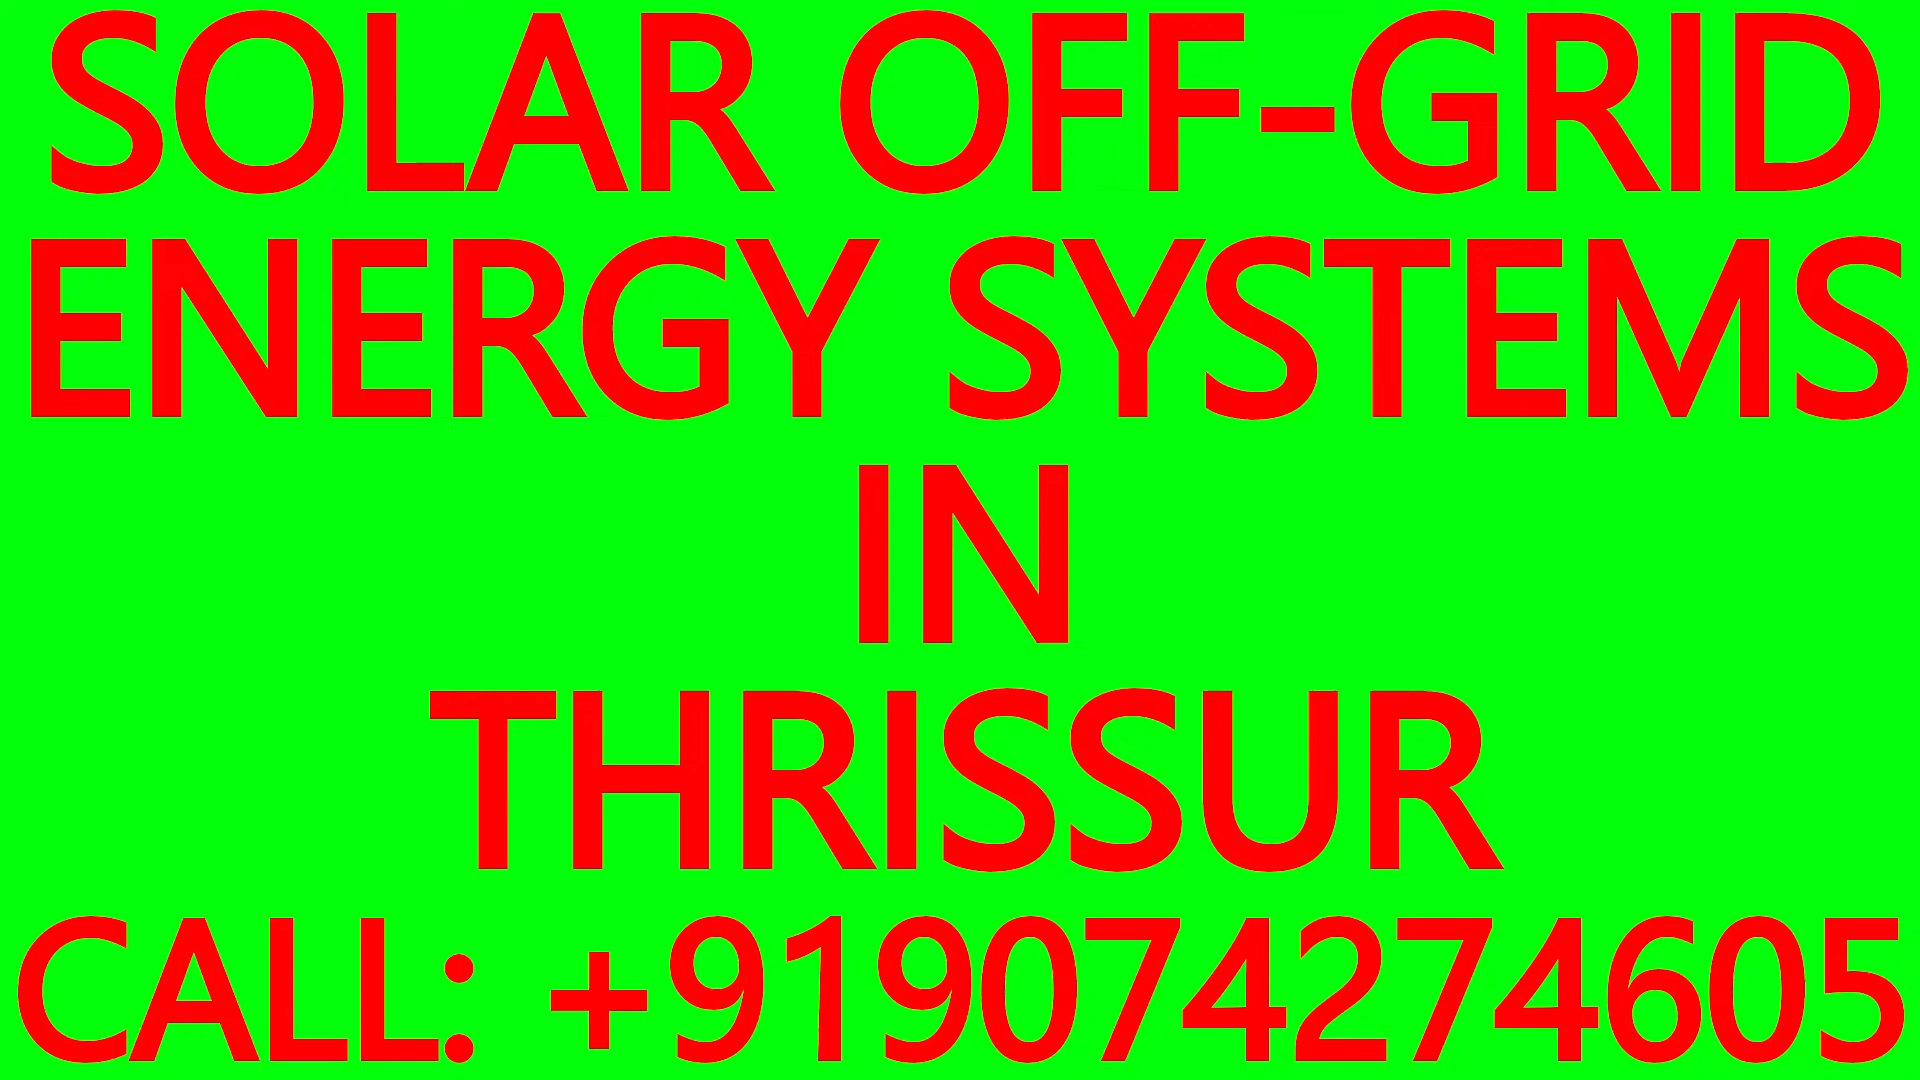 SOLAR OFF-GRID
ENERGY SYSTEMS
IN
THRISSUR
CALL: +919074274605